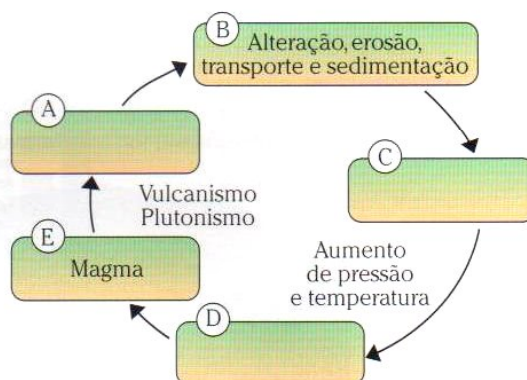 B
Alteração, erosão,
transporte e sedimentação
A
C
Vulcanismo
Plutonismo
E
Magma
Aumento
de pressão
e temperatura
D